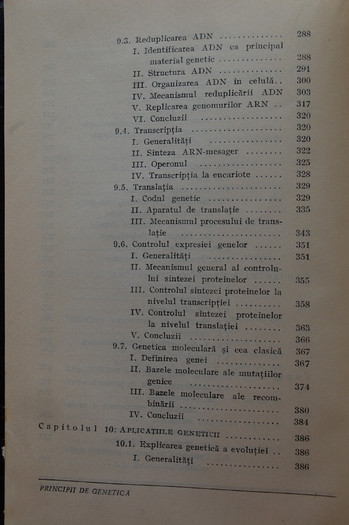 9.3. Reduplicarea ADN .............. 288
I. Identificarea ADN ca principal
material genetic .............. 288
II. Structura ADN .............. 291
III. Organizarea ADN in celulă.. 300
IV. Mecanismul reduplicării ADN 303
V. Replicarea genomurilor ARN .. 317
VI. Concluzii .............. 320
9.4. Transcripția .............. 320
I. Generalități .............. 320
II. Sinteza ARN-mesager ........ 322
III. Operonul .............. 325
IV. Transcripția la eucariote ...... 328
9.5. Translația .............. 329
I. Codul genetic .............. 329
II. Aparatul de translație ........ 335
III. Mecanismul procesului de trans-
lație .............. 343
9.6. Controlul expresiei genelor ...... 351
I. Generalități .............. 351
II. Mecanismul general al controlu-
lui sintezei proteinelor ...... 355
III. Controlul sintezei proteinelor la
nivelul transcripției .......... 358
IV. Controlul sintezei proteinelor
la nivelul translației ........ 363
V. Concluzii .............. 366
9.7. Genetica moleculară și cea clasică 367
I. Definirea genei .............. 367
II. Bazele moleculare ale mutațiilor
genice .............. 374
III. Bazele moleculare ale recom-
binării .............. 380
IV. Concluzii .............. 384
Capitolul 10: APLICAȚIILE GENETICII .......... 386
10.1. Explicarea genetică a evoluției .. 386
I. Generalități .............. 386
PRINCIPII DE GENETICĂ